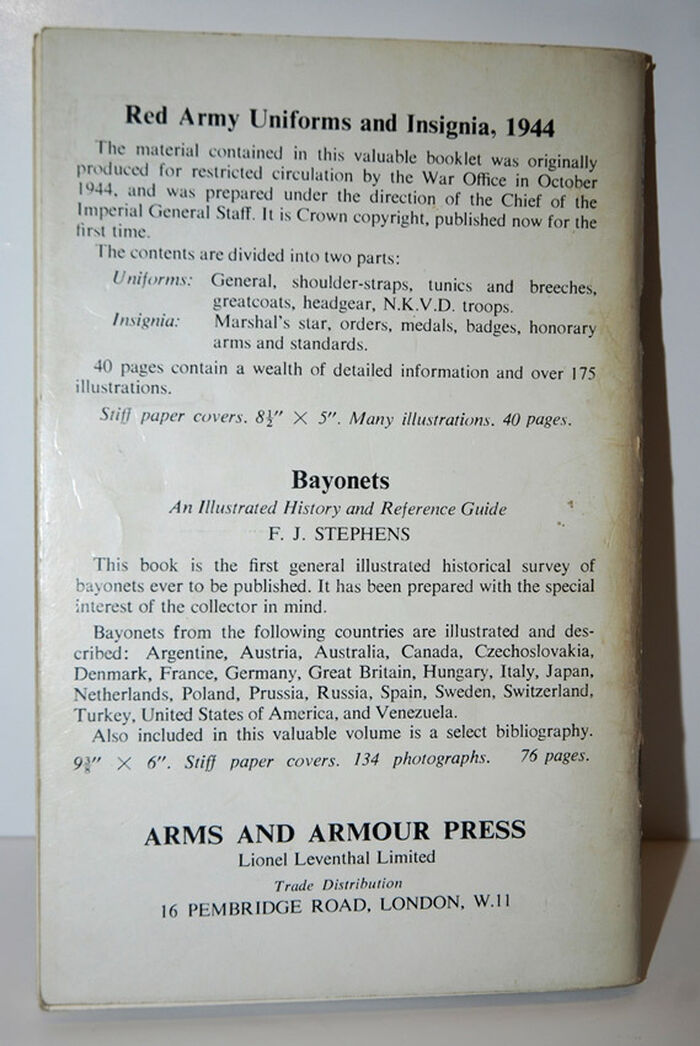 Red Army Uniforms and Insignia, 1944
The material contained in this valuable booklet was originally
produced for restricted circulation by the War Office in October
1944, and was prepared under the direction of the Chief of the
Imperial General Staff. It is Crown copyright, published now for the
first time.
The contents are divided into two parts:
Uniforms: General, shoulder-straps, tunics and breeches,
greatcoats, headgear, N.K.V.D. troops.
Insignia: Marshal's star, orders, medals, badges, honorary
arms and standards.
40 pages contain a wealth of detailed information and over 175
illustrations.
Stiff paper covers. 8½" × 5". Many illustrations. 40 pages.
Bayonets
An Illustrated History and Reference Guide
F. J. STEPHENS
This book is the first general illustrated historical survey of
bayonets ever to be published. It has been prepared with the special
interest of the collector in mind.
Bayonets from the following countries are illustrated and des-
cribed: Argentine, Austria, Australia, Canada, Czechoslovakia,
Denmark, France, Germany, Great Britain, Hungary, Italy, Japan,
Netherlands, Poland, Prussia, Russia, Spain, Sweden, Switzerland,
Turkey, United States of America, and Venezuela.
Also included in this valuable volume is a select bibliography.
9⅜" × 6". Stiff paper covers. 134 photographs. 76 pages.
ARMS AND ARMOUR PRESS
Lionel Leventhal Limited
Trade Distribution
16 PEMBRIDGE ROAD, LONDON, W.11